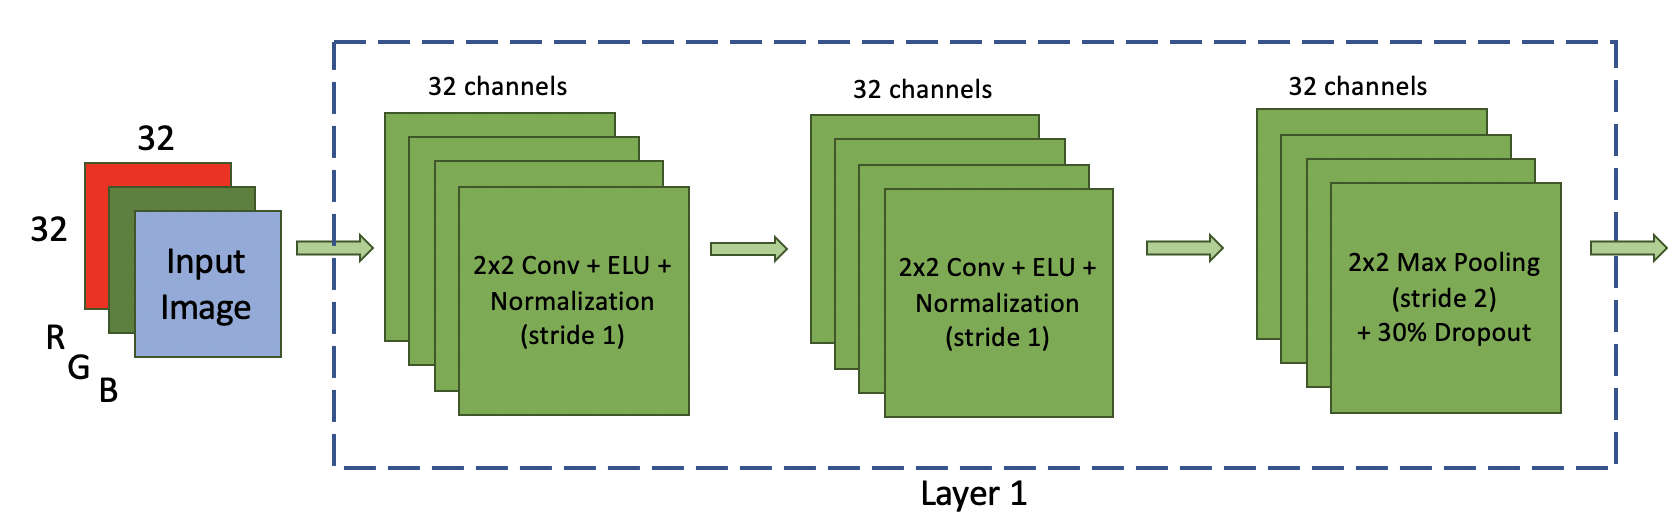 32
32
Input
Image
R
G
B
32 channels
2x2 Conv + ELU +
Normalization
(stride 1)
32 channels
2x2 Conv + ELU +
Normalization
(stride 1)
32 channels
2x2 Max Pooling
(stride 2)
+ 30% Dropout
Layer 1